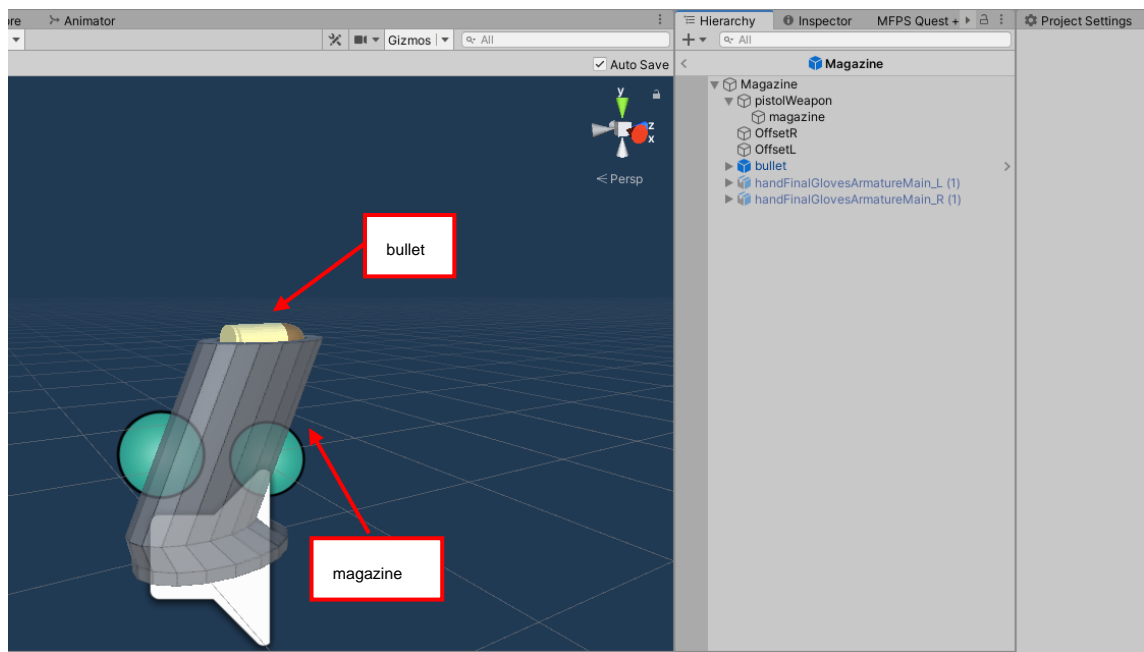 ore
Animator
Hierarchy
Inspector
MFPS Quest +
Project Settings
Gizmos
All
All
Auto Save
Magazine
Magazine
pistolWeapon
magazine
OffsetR
OffsetL
bullet
handFinalGlovesArmatureMain_L (1)
handFinalGlovesArmatureMain_R (1)
y
z
x
Persp
bullet
magazine